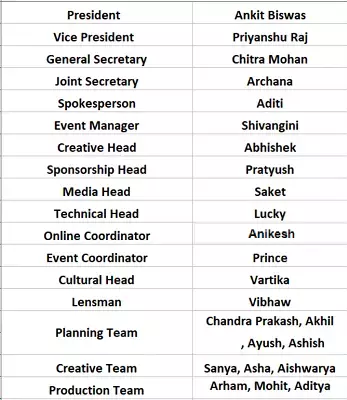 President Ankit Biswas
Vice President Priyanshu Raj
General Secretary Chitra Mohan
Joint Secretary Archana
Spokesperson Aditi
Event Manager Shivangini
Creative Head Abhishek
Sponsorship Head Pratyush
Media Head Saket
Technical Head Lucky
Online Coordinator Anikesh
Event Coordinator Prince
Cultural Head Vartika
Lensman Vibhaw
Planning Team Chandra Prakash, Akhil
, Ayush, Ashish
Creative Team Sanya, Asha, Aishwarya
Production Team Arham, Mohit, Aditya